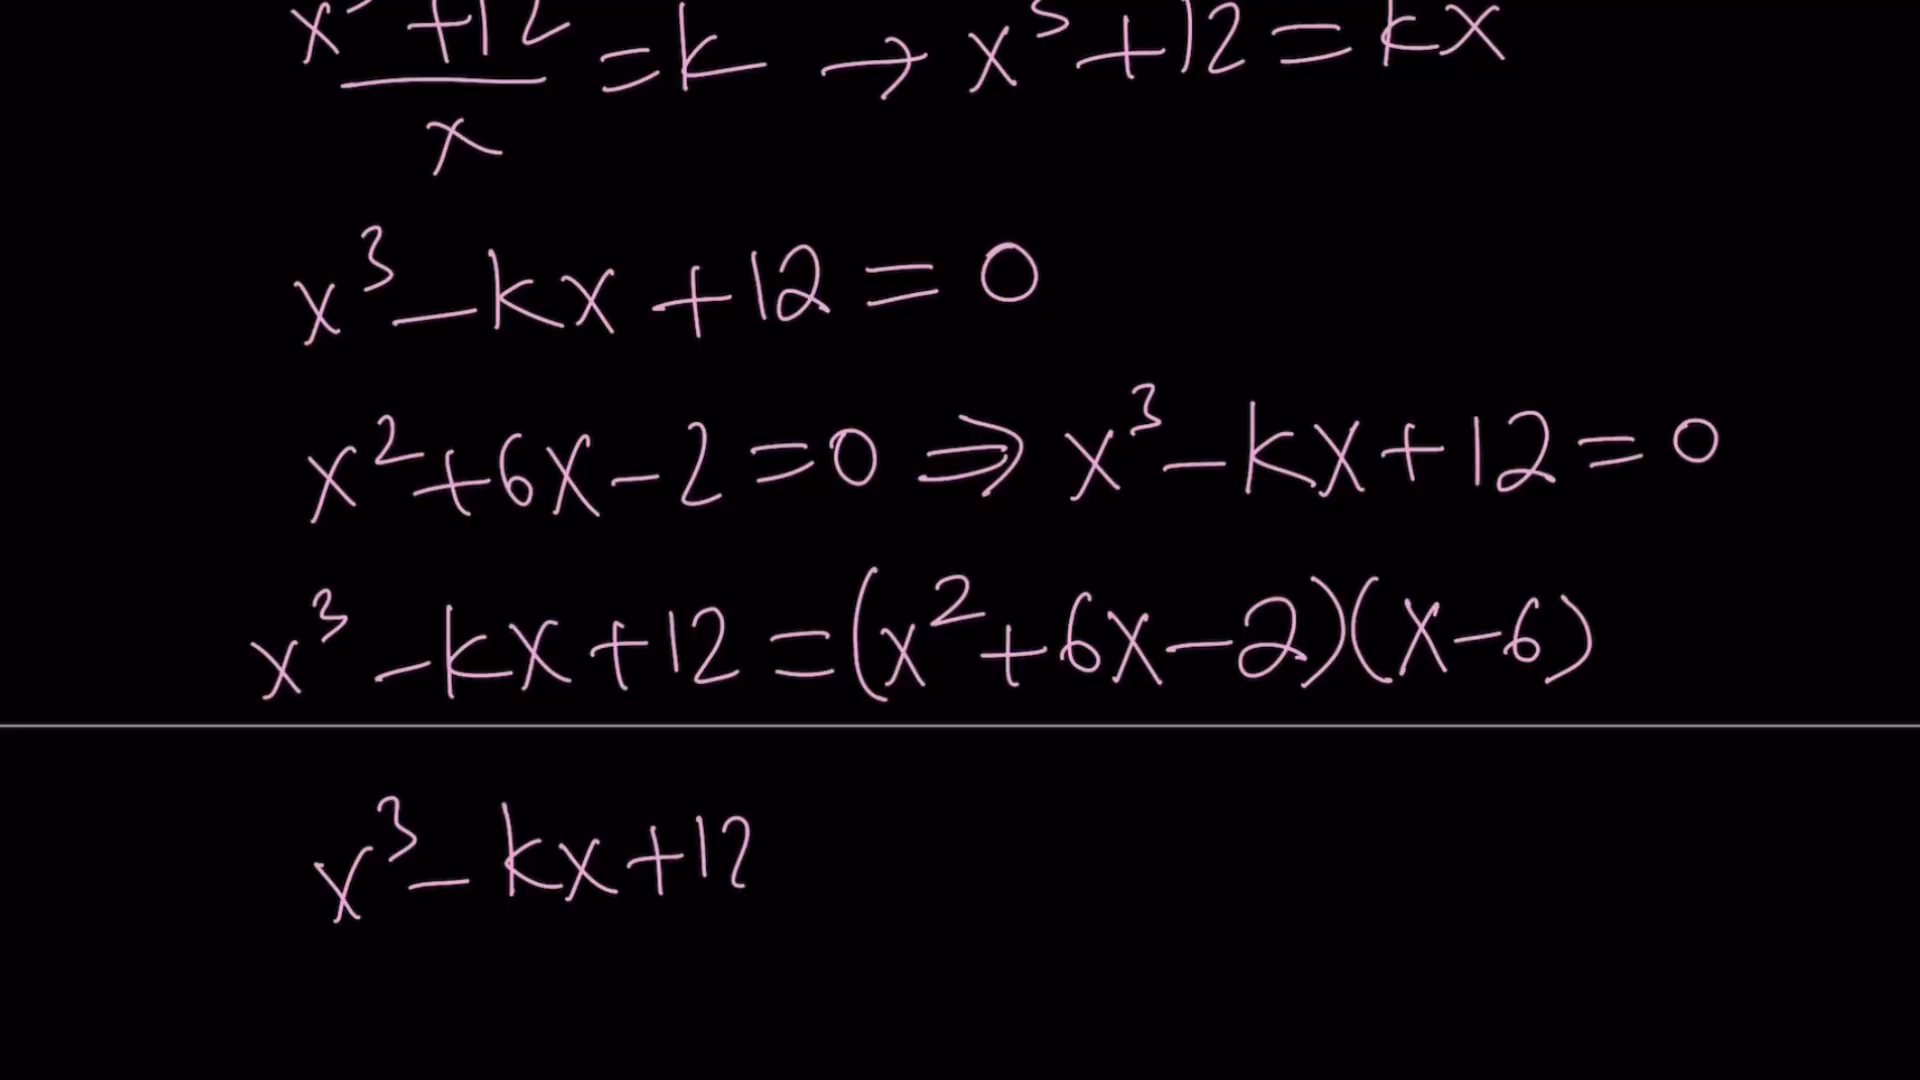 x³+12/x = k → x³+12 = kx
x³ - kx + 12 = 0
x² + 6x - 2 = 0 ⇒ x³ - kx + 12 = 0
x³ - kx + 12 = (x² + 6x - 2)(x - 6)
x³ - kx + 12